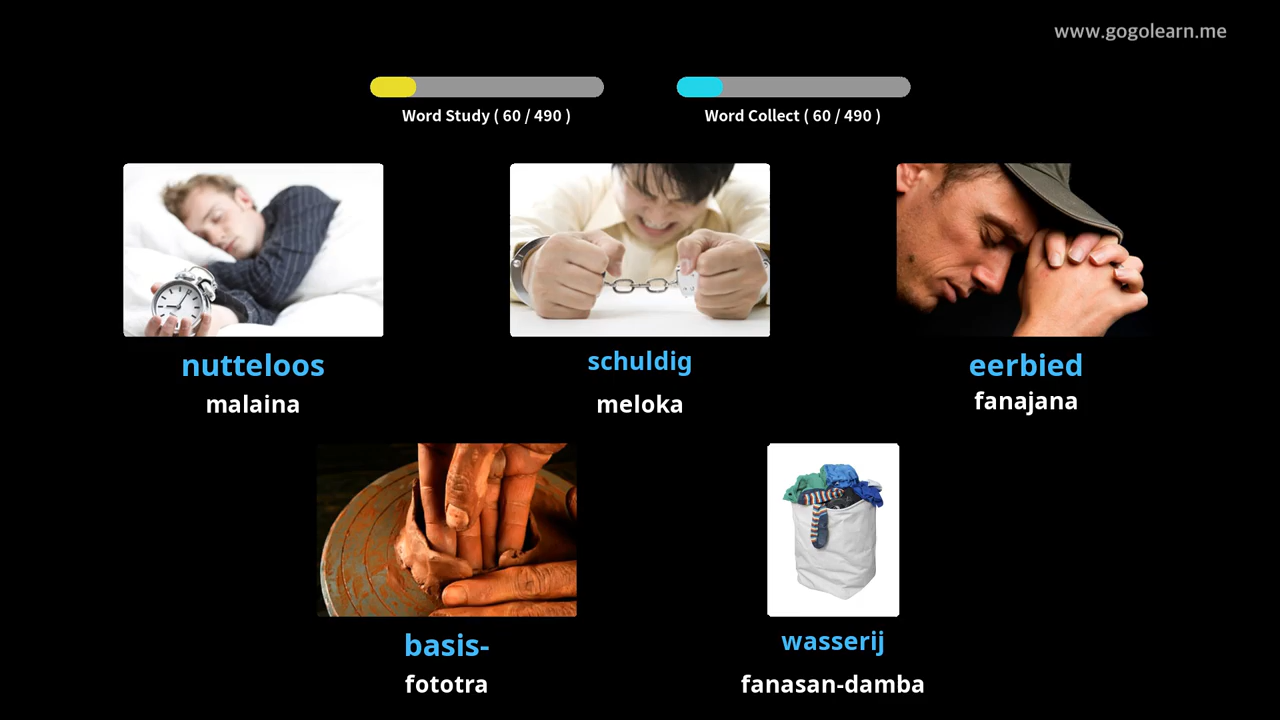 www.gogolearn.me
Word Study ( 60 / 490 )
Word Collect ( 60 / 490 )
nutteloos
malaina
schuldig
meloka
eerbied
fanajana
basis-
fototra
wasserij
fanasan-damba